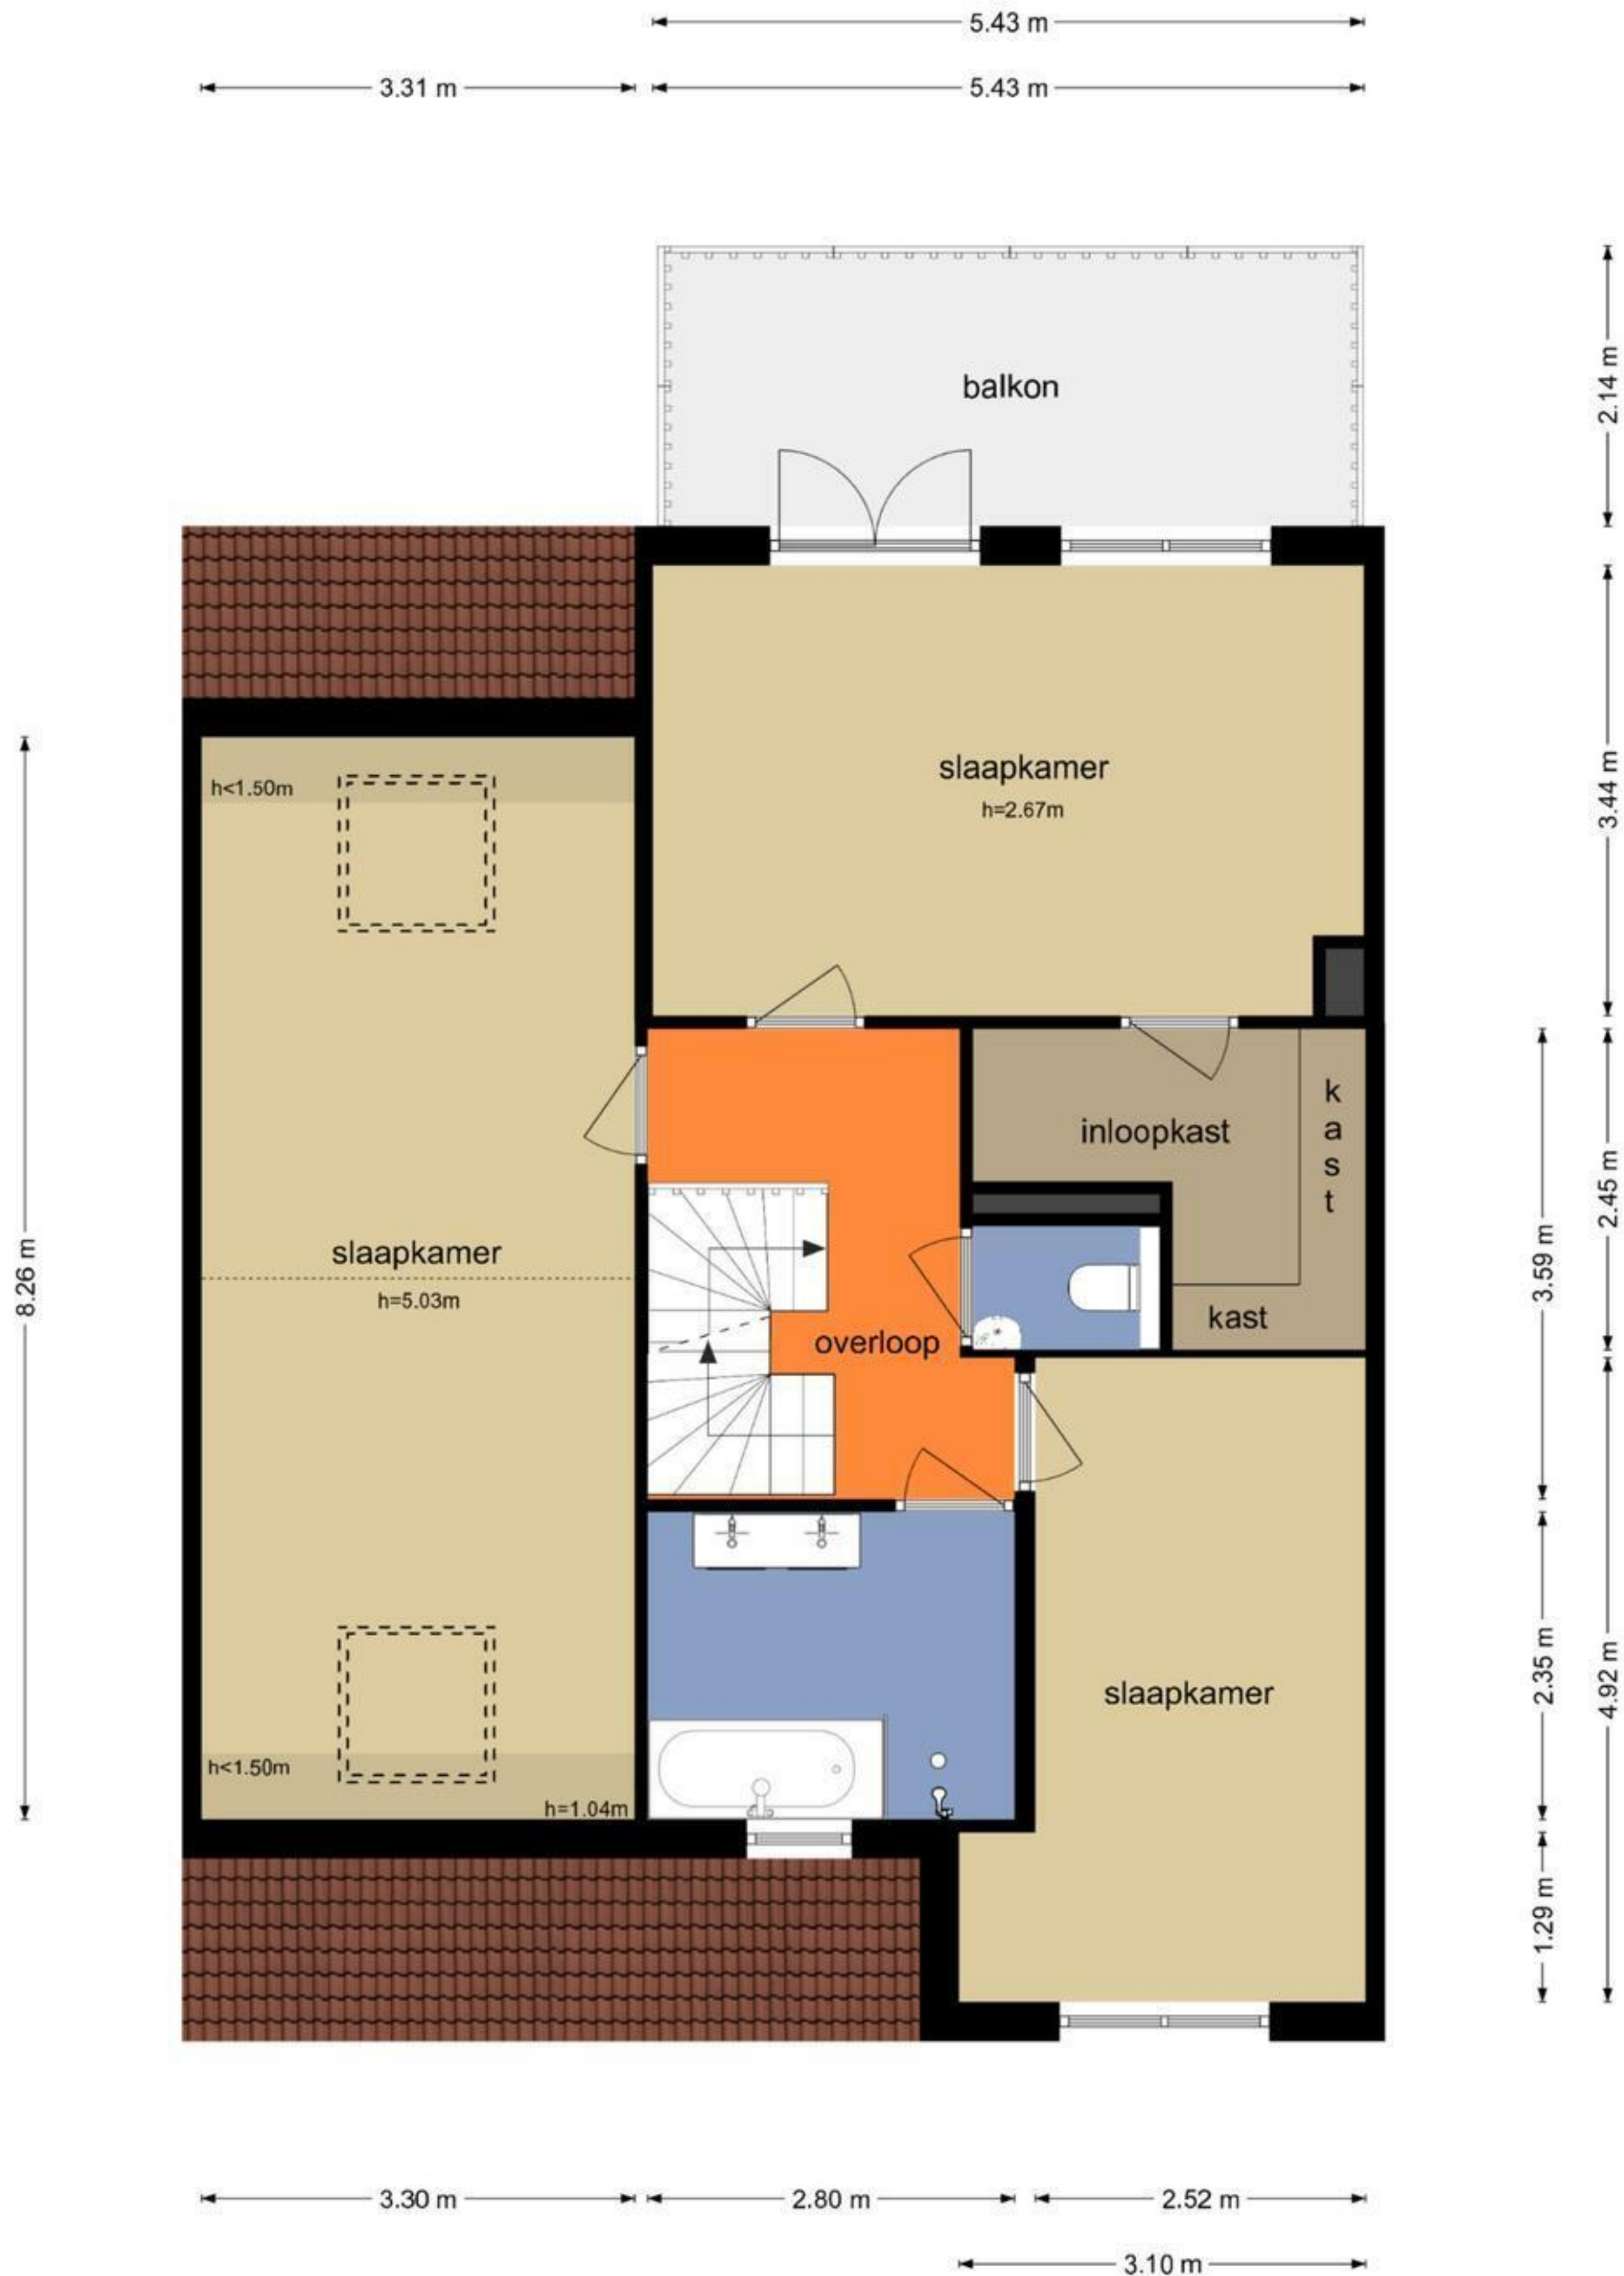 5.43 m
3.31 m
5.43 m
balkon
2.14 m
slaapkamer
h=2.67m
3.44 m
h<1.50m
slaapkamer
h=5.03m
8.26 m
inloopkast
kast
kast
2.45 m
3.59 m
overloop
slaapkamer
2.35 m
4.92 m
h<1.50m
h=1.04m
1.29 m
3.30 m
2.80 m
2.52 m
3.10 m